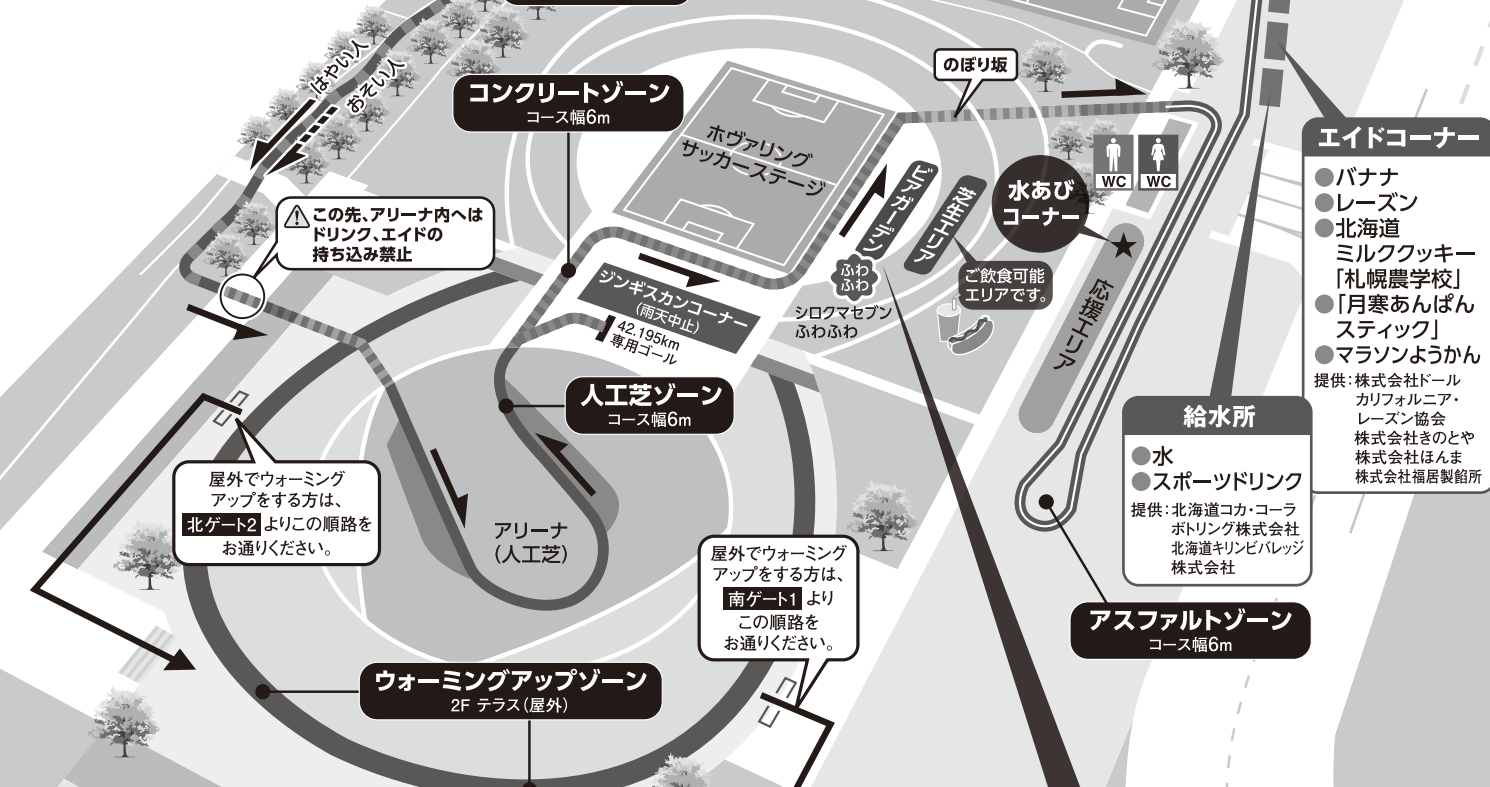 はやい人
おそい人
コンクリートゾーン
コース幅6m
のぼり坂
ホヴァリング
サッカーステージ
ビアガーデン
芝生エリア
水あび
コーナー
WC
WC
エイドコーナー
●バナナ
●レーズン
●北海道
ミルククッキー
「札幌農学校」
●「月寒あんぱん
スティック」
●マラソンようかん
提供:株式会社ドール
カリフォルニア・
レーズン協会
株式会社きのとや
株式会社ほんま
株式会社福居製餡所
この先、アリーナ内へは
ドリンク、エイドの
持ち込み禁止
ジンギスカンコーナー
(雨天中止)
42.195km
専用ゴール
ふわ
ふわ
シロクマセブン
ふわふわ
ご飲食可能
エリアです。
応援エリア
人工芝ゾーン
コース幅6m
給水所
●水
●スポーツドリンク
提供:北海道コカ・コーラ
ボトリング株式会社
北海道キリンビバレッジ
株式会社
屋外でウォーミング
アップをする方は、
北ゲート2 よりこの順路を
お通りください。
アリーナ
(人工芝)
屋外でウォーミング
アップをする方は、
南ゲート1 より
この順路を
お通りください。
アスファルトゾーン
コース幅6m
ウォーミングアップゾーン
2F テラス(屋外)